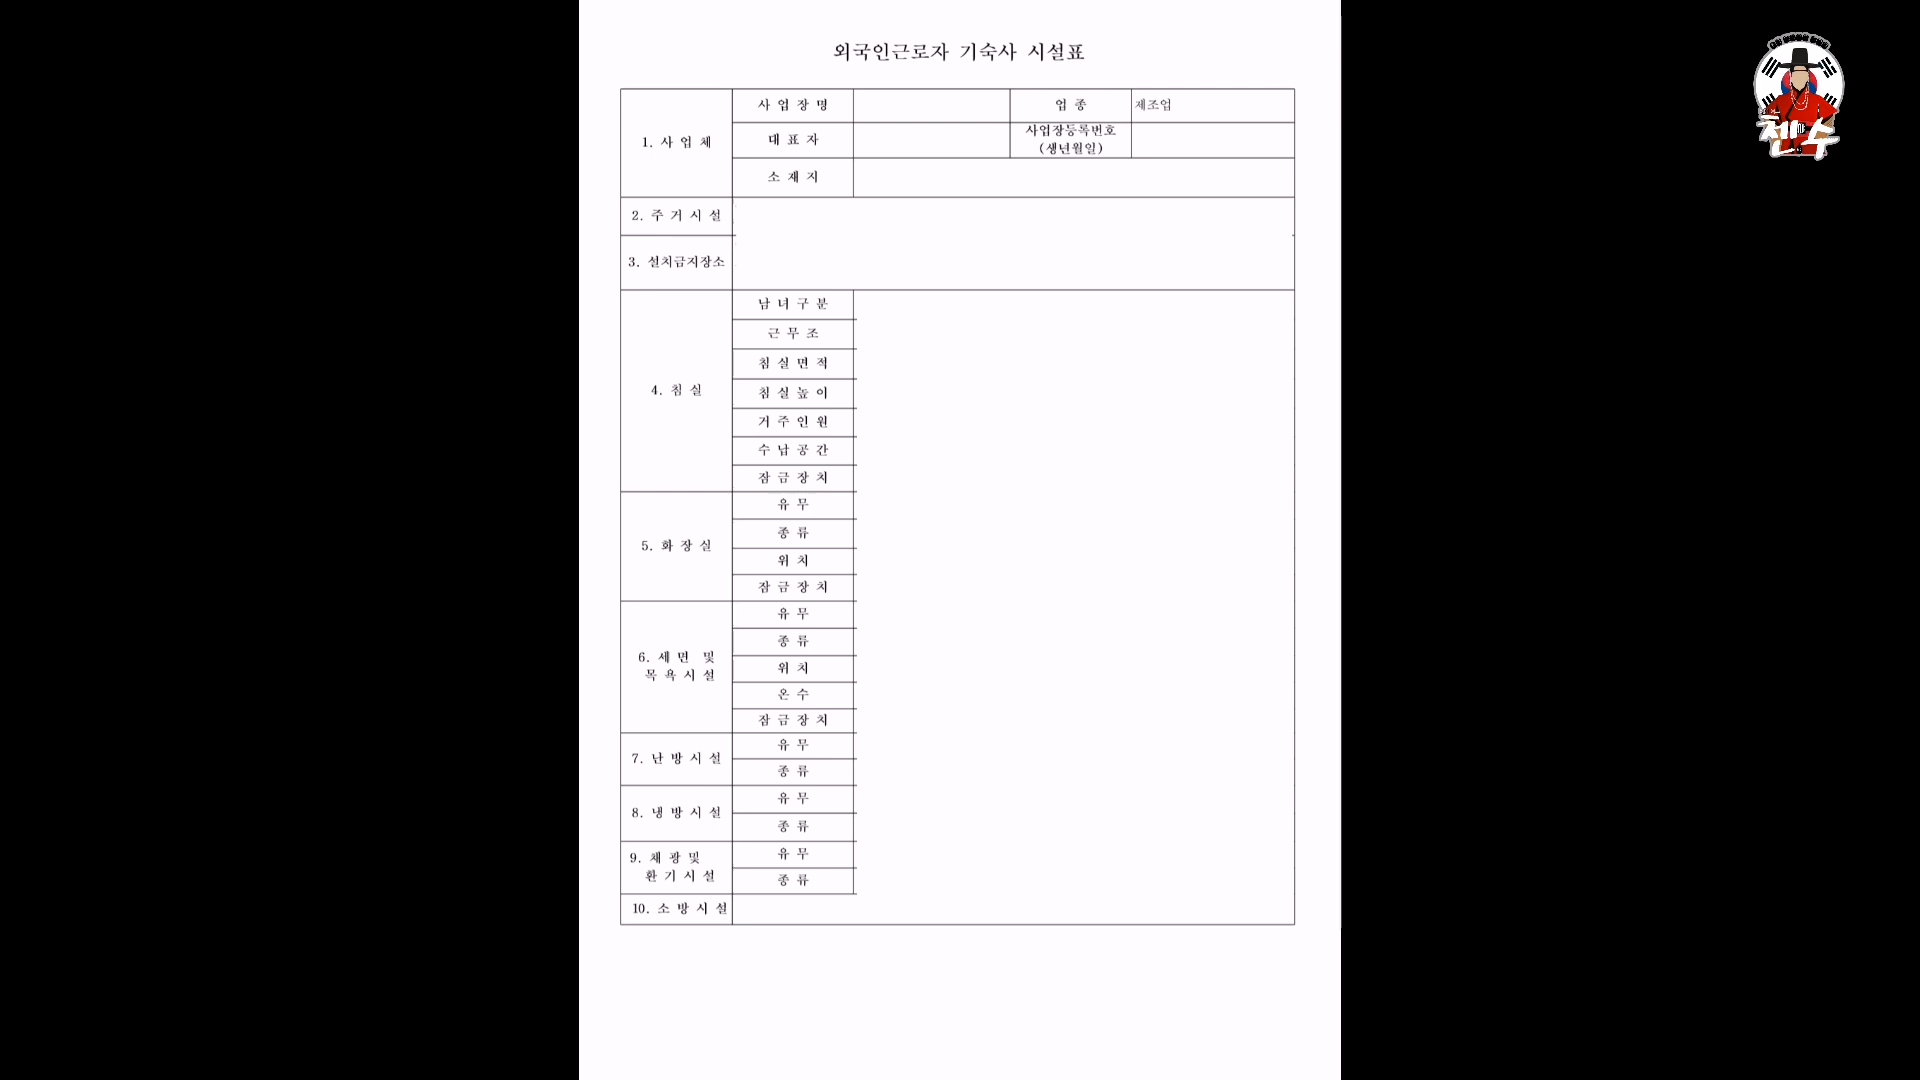 외국인근로자 기숙사 시설표
1. 사 업 체
사 업 장 명
업 종
제조업
대 표 자
사업장등록번호
(생년월일)
소 재 지
2. 주 거 시 설
3. 설치금지장소
4. 침 실
남 녀 구 분
근 무 조
침 실 면 적
침 실 높 이
거 주 인 원
수 납 공 간
잠 금 장 치
5. 화 장 실
유 무
종 류
위 치
잠 금 장 치
6. 세 면 및
목 욕 시 설
유 무
종 류
위 치
온 수
잠 금 장 치
7. 난 방 시 설
유 무
종 류
8. 냉 방 시 설
유 무
종 류
9. 채 광 및
환 기 시 설
유 무
종 류
10. 소 방 시 설